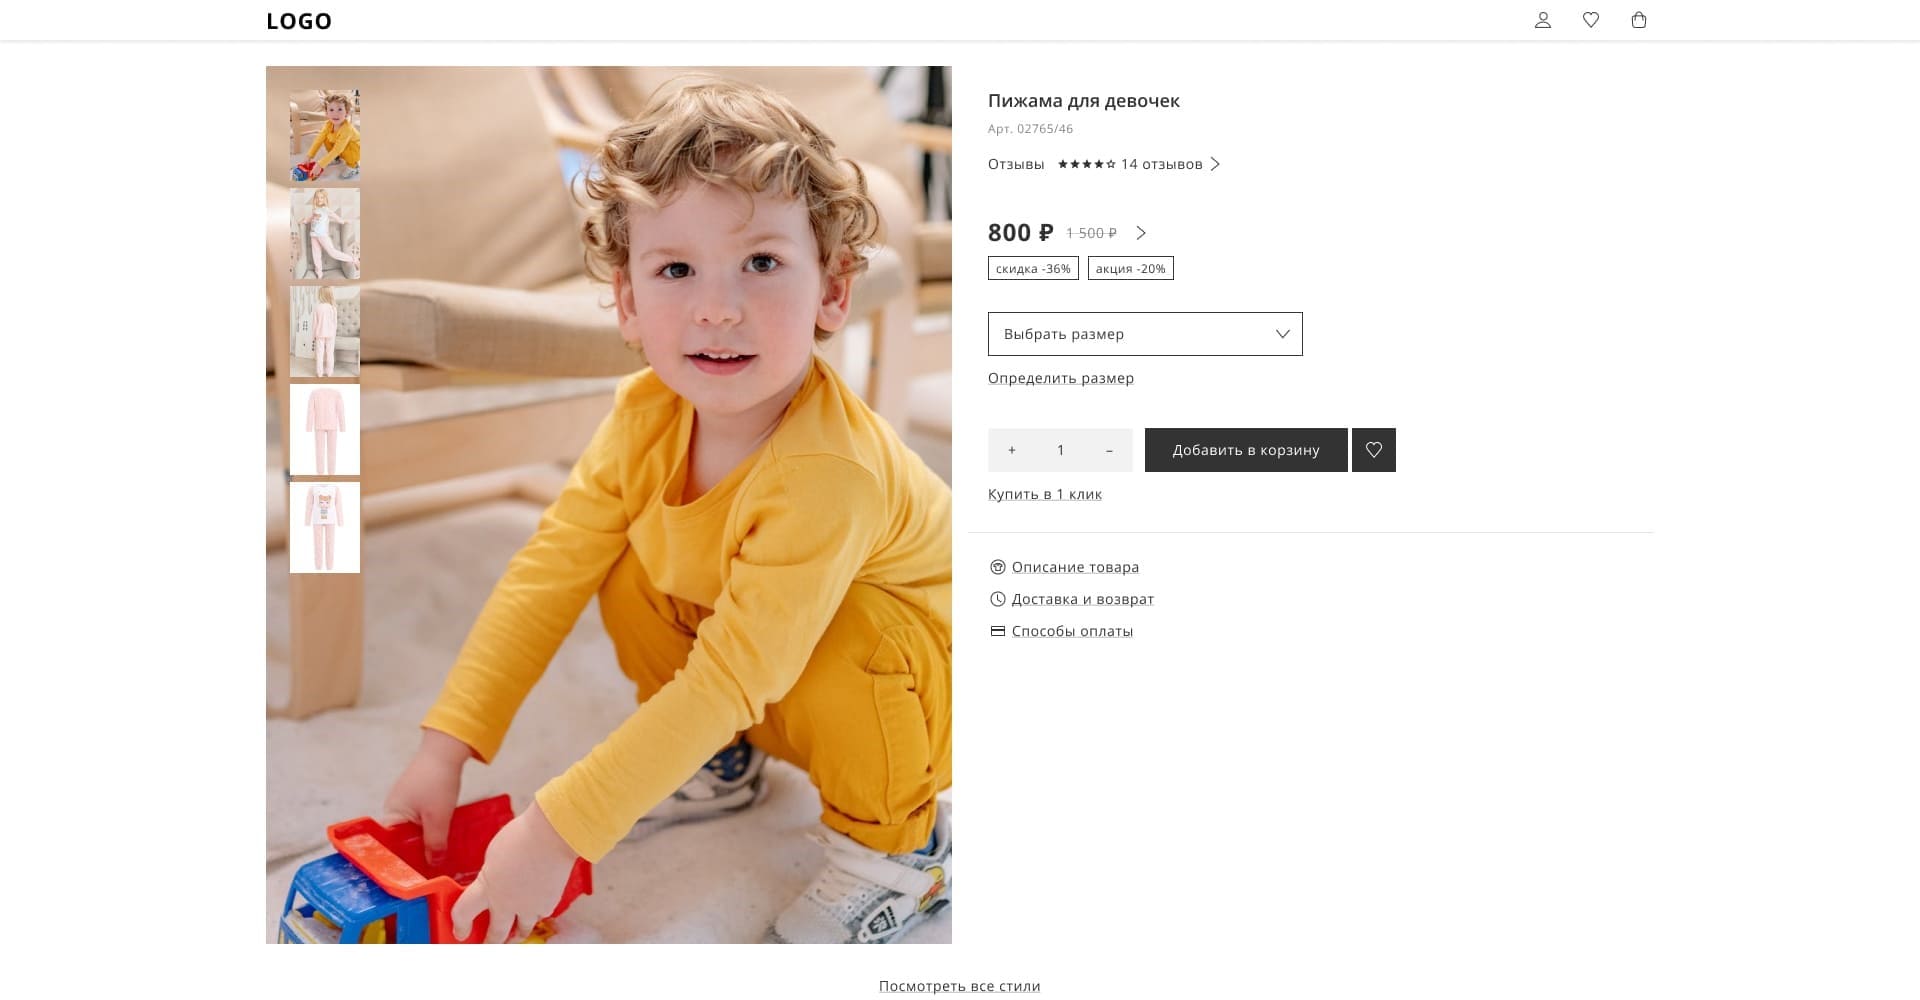 LOGO
Пижама для девочек
Арт. 02765/46
Отзывы ★★★★☆ 14 отзывов
800 ₽ 1 500 ₽
скидка -36% акция -20%
Выбрать размер
Определить размер
+ 1 –
Добавить в корзину
Купить в 1 клик
Описание товара
Доставка и возврат
Способы оплаты
Посмотреть все стили